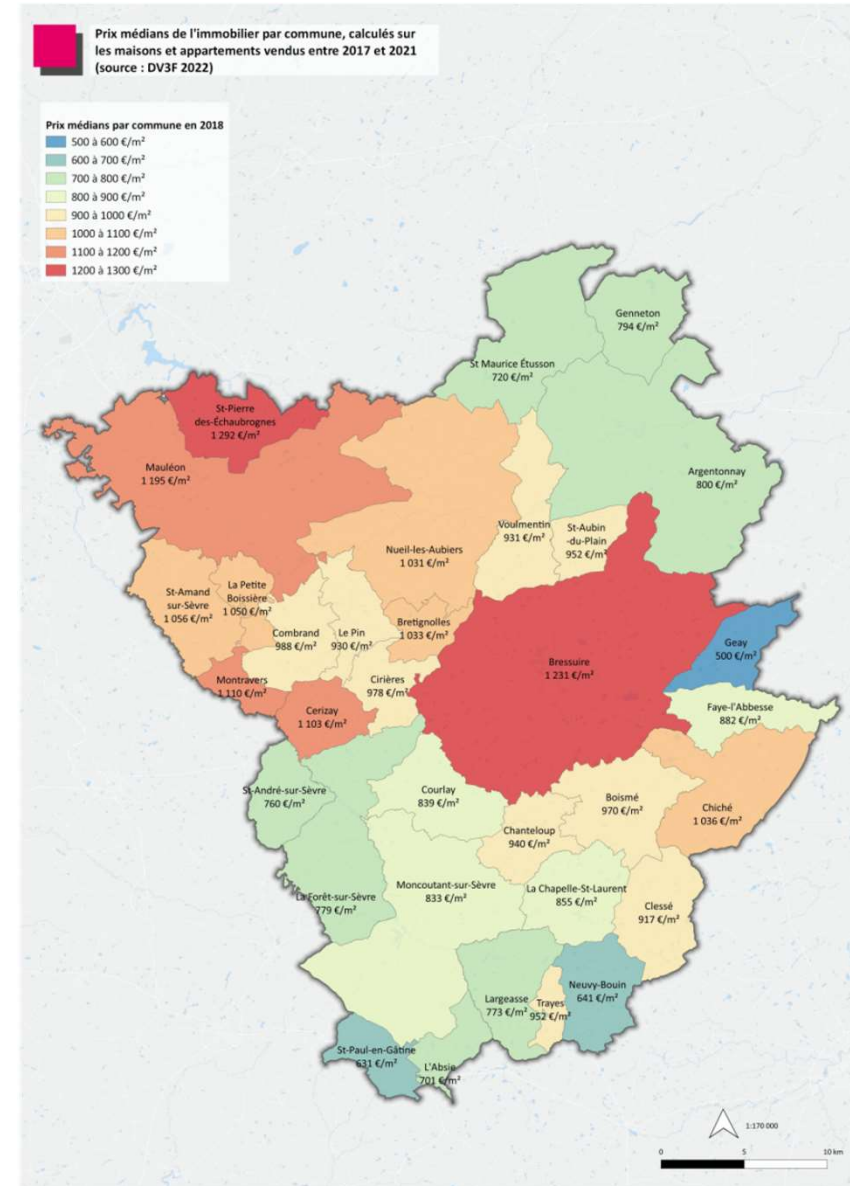 Prix médians de l'immobilier par commune, calculés sur
les maisons et appartements vendus entre 2017 et 2021
(source : DV3F 2022)
Prix médians par commune en 2018
500 à 600 €/m²
600 à 700 €/m²
700 à 800 €/m²
800 à 900 €/m²
900 à 1000 €/m²
1000 à 1100 €/m²
1100 à 1200 €/m²
1200 à 1300 €/m²
Genneton
794 €/m²
St Maurice Étusson
720 €/m²
St-Pierre
des-Échaubrognes
1 292 €/m²
Mauléon
1 195 €/m²
Argentonnay
800 €/m²
Voulmentin
931 €/m²
St-Aubin
-du-Plain
952 €/m²
Nueil-les-Aubiers
1 031 €/m²
St-Amand
sur-Sèvre
1 056 €/m²
La Petite
Boissière
1 050 €/m²
Bretignolles
1 033 €/m²
Combrand
988 €/m²
Le Pin
930 €/m²
Geay
500 €/m²
Bressuire
1 231 €/m²
Montravers
1 110 €/m²
Cirières
978 €/m²
Cerizay
1 103 €/m²
Faye-l'Abbesse
882 €/m²
St-André-sur-Sèvre
760 €/m²
Courlay
839 €/m²
Boismé
970 €/m²
Chiché
1 036 €/m²
Chanteloup
940 €/m²
La Forêt-sur-Sèvre
779 €/m²
Moncoutant-sur-Sèvre
833 €/m²
La Chapelle-St-Laurent
855 €/m²
Clessé
917 €/m²
Largeasse
773 €/m²
Trayes
952 €/m²
Neuvy-Bouin
641 €/m²
St-Paul-en-Gâtine
631 €/m²
L'Absie
701 €/m²
1:170 000
0 5 10 km